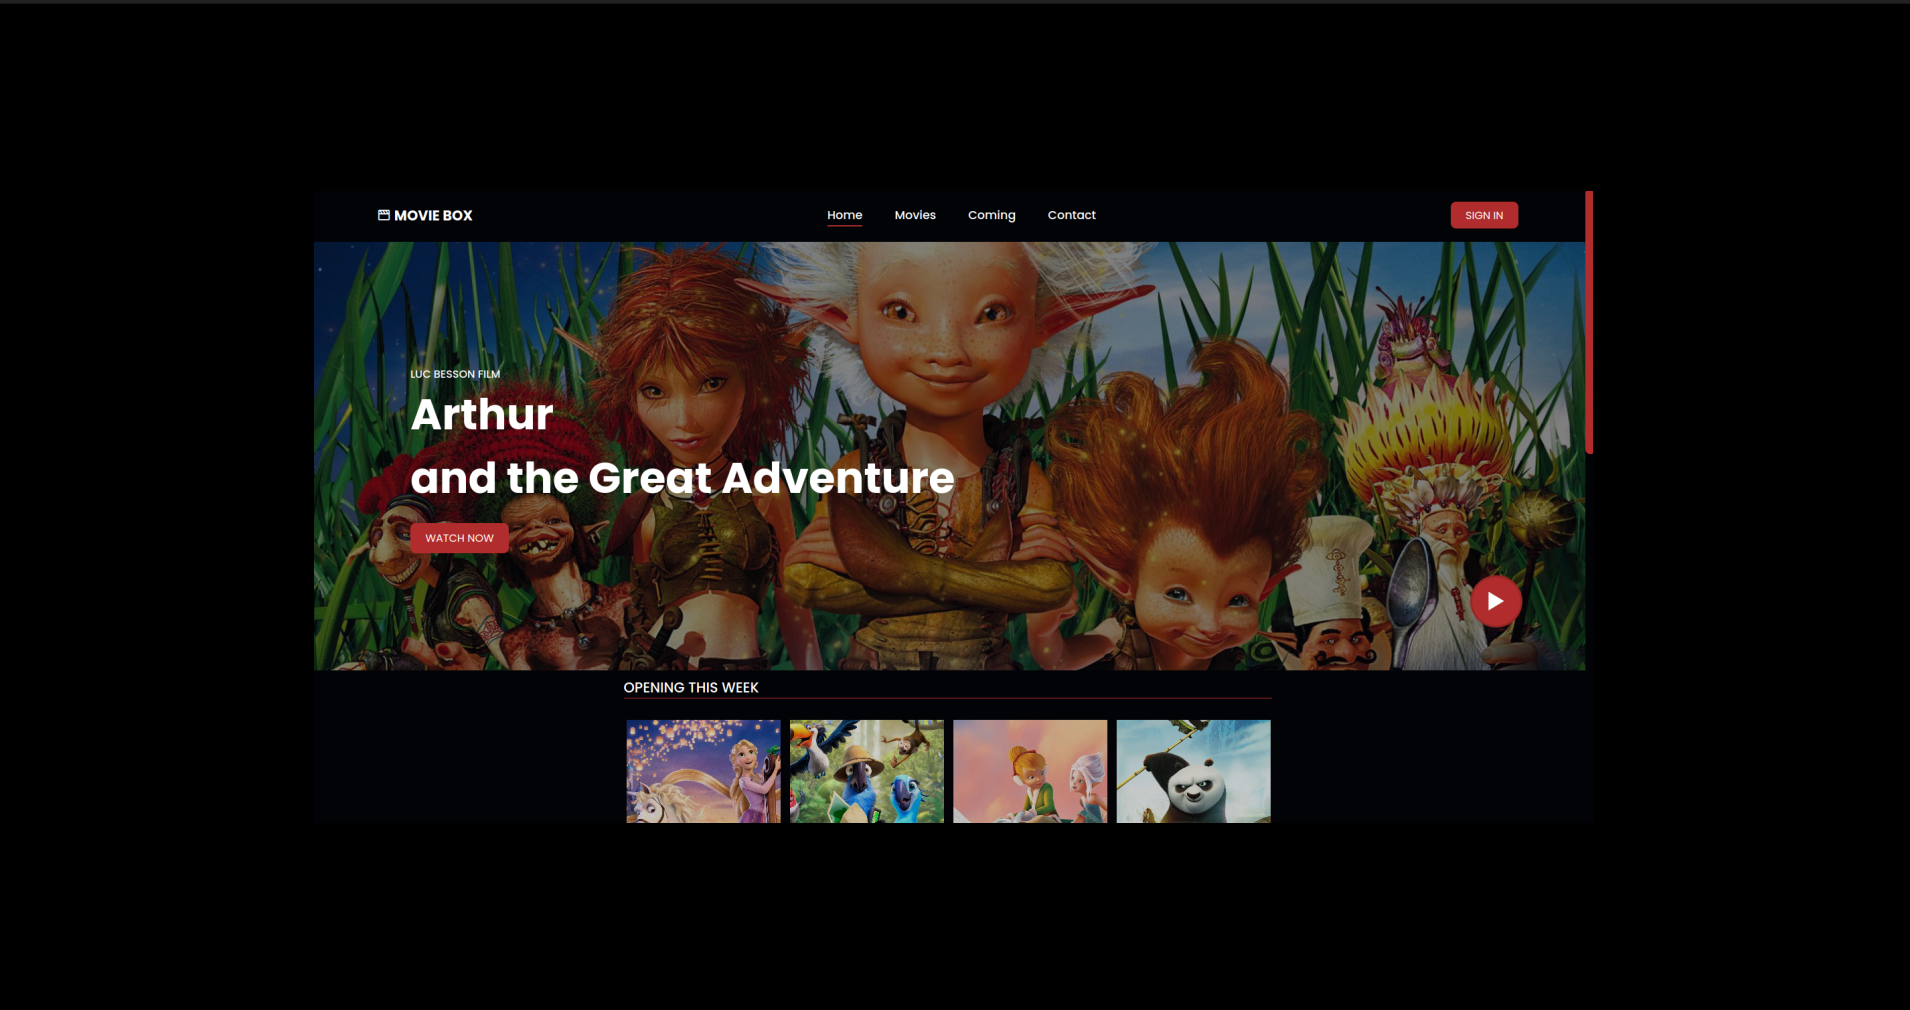 MOVIE BOX
Home Movies Coming Contact
SIGN IN
LUC BESSON FILM
Arthur
and the Great Adventure
WATCH NOW
OPENING THIS WEEK